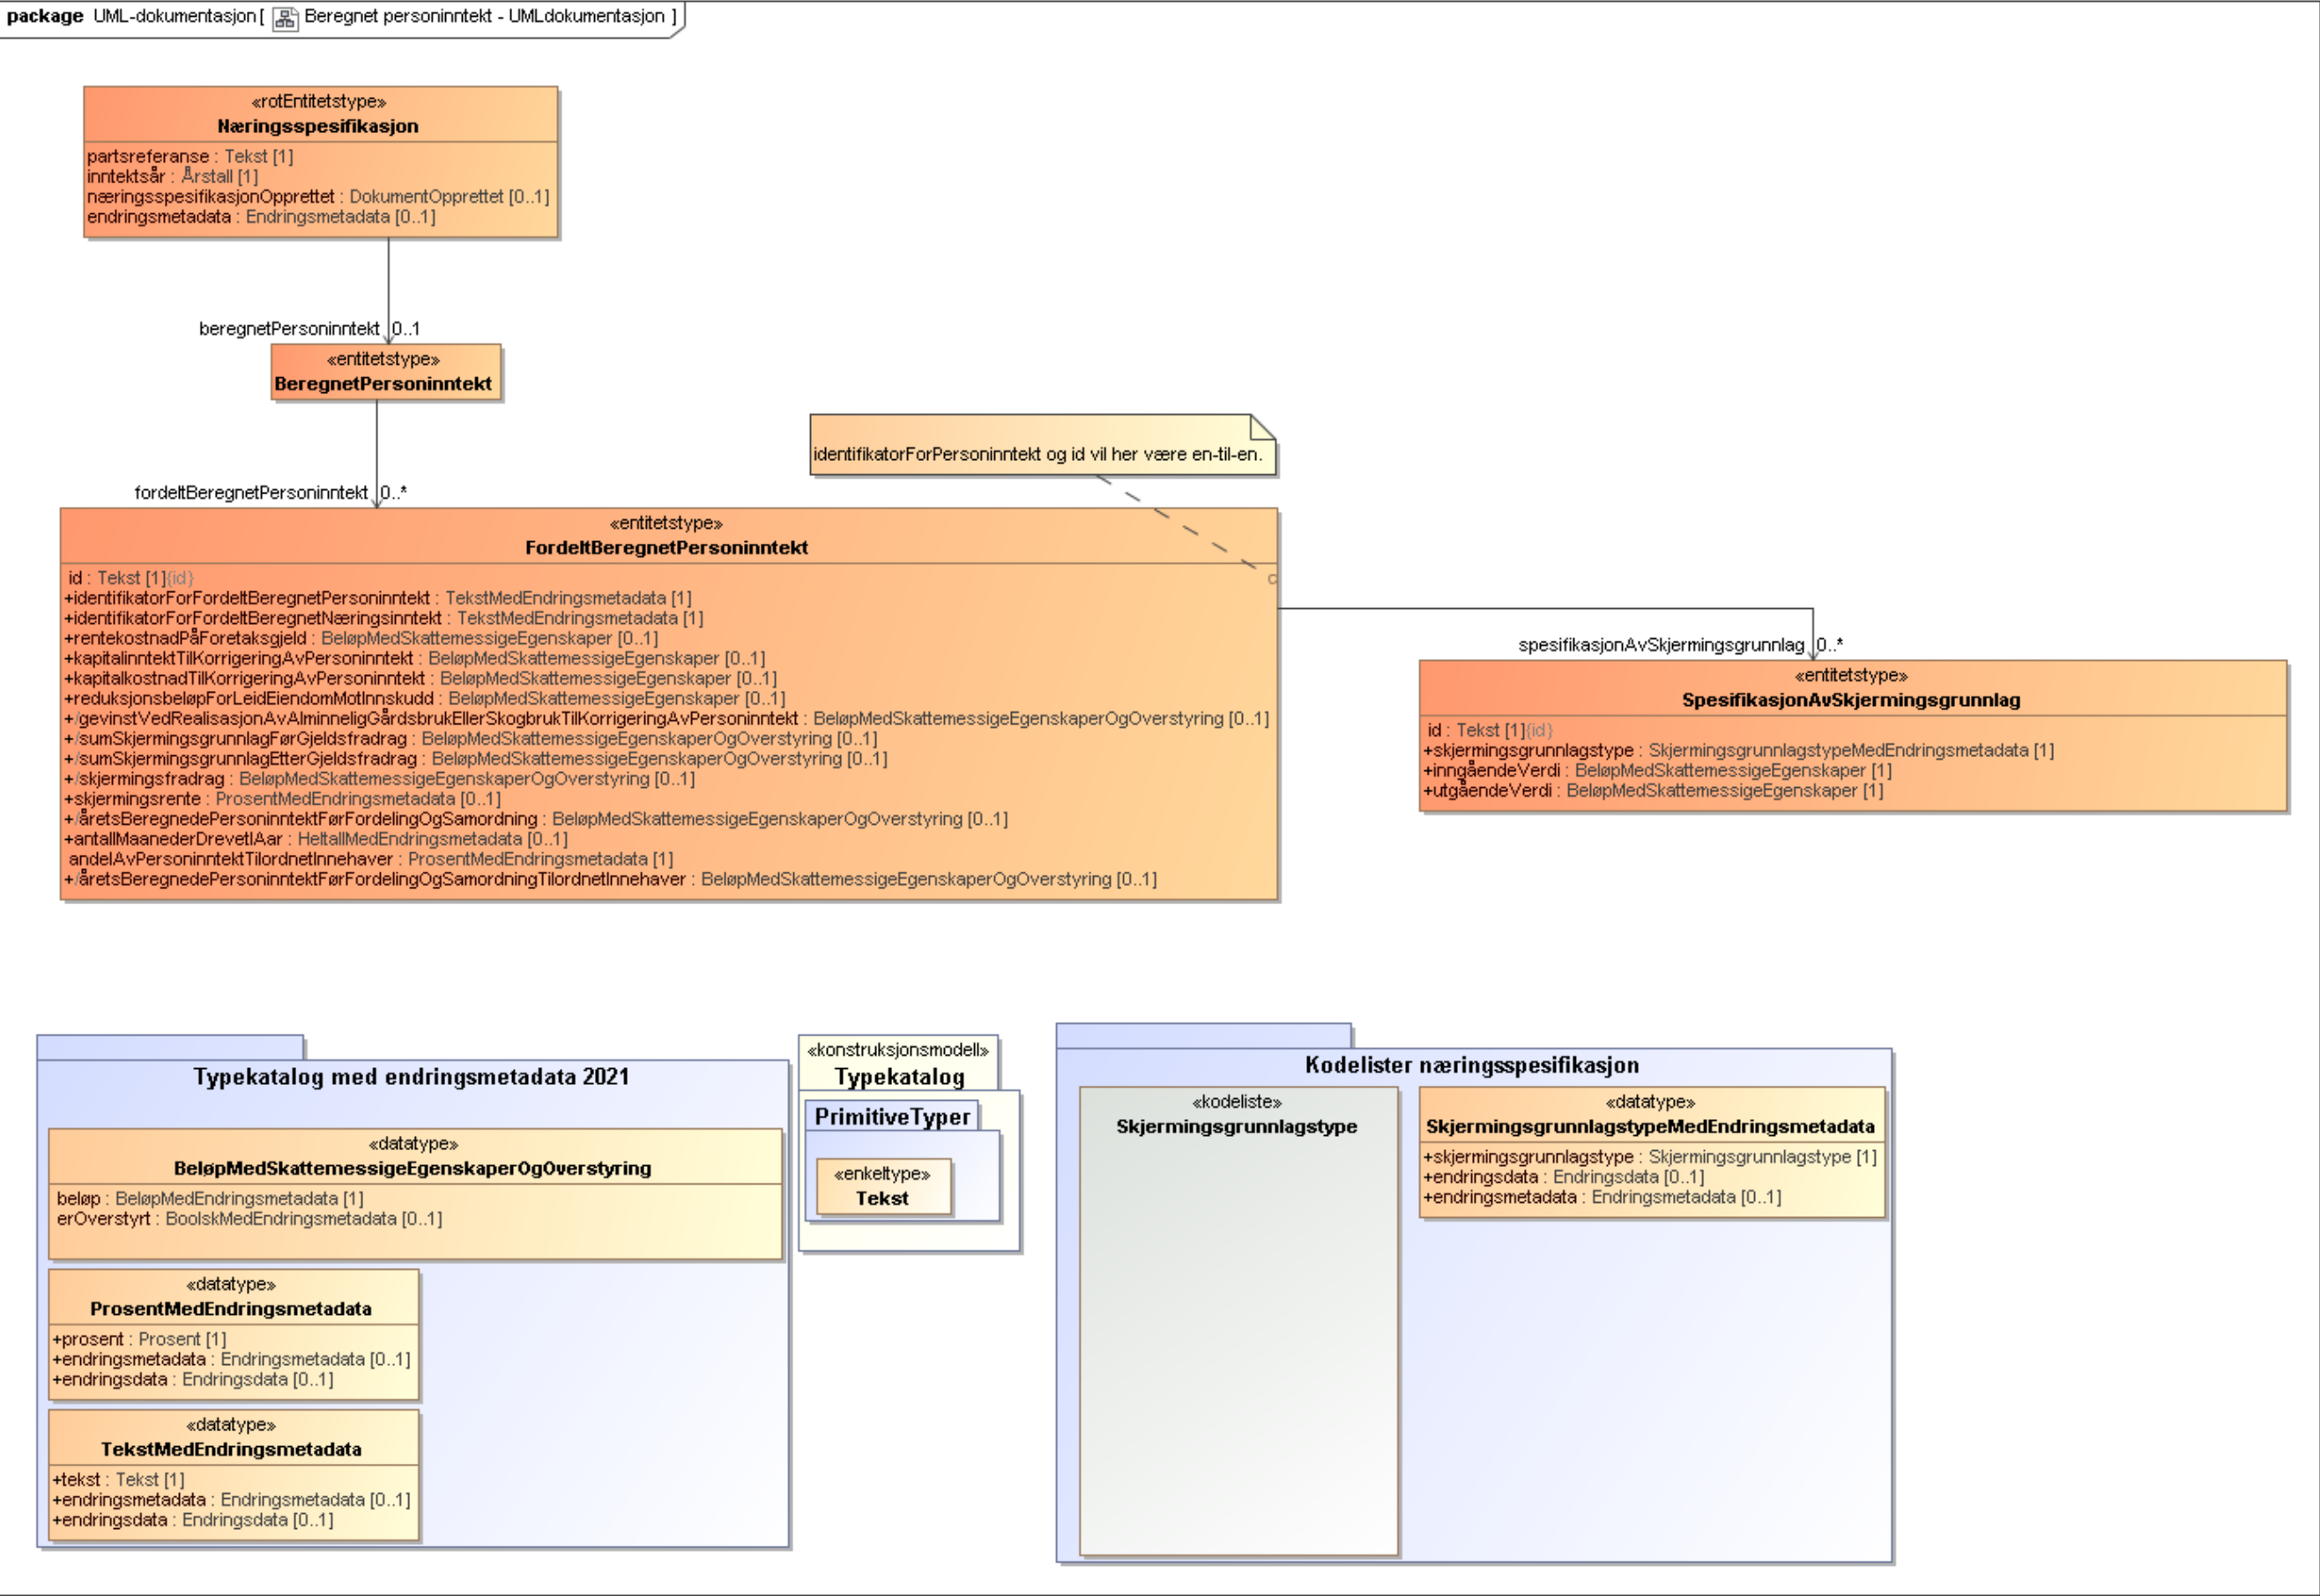 package UML-dokumentasjon [ Beregnet personinntekt - UMLdokumentasjon ]
«rotEntitetstype»
Næringsspesifikasjon
partsreferanse : Tekst [1]
inntektsår : Årstall [1]
næringsspesifikasjonOpprettet : DokumentOpprettet [0..1]
endringsmetadata : Endringsmetadata [0..1]
beregnetPersoninntekt 0..1
«entitetstype»
BeregnetPersoninntekt
identifikatorForPersoninntekt og id vil her være en-til-en.
fordeltBeregnetPersoninntekt 0..*
«entitetstype»
FordeltBeregnetPersoninntekt
id : Tekst [1]{id}
+identifikatorForFordeltBeregnetPersoninntekt : TekstMedEndringsmetadata [1]
+identifikatorForFordeltBeregnetNæringsinntekt : TekstMedEndringsmetadata [1]
+rentekostnadPåForetaksgjeld : BeløpMedSkattemessigeEgenskaper [0..1]
+kapitalinntektTilKorrigeringAvPersoninntekt : BeløpMedSkattemessigeEgenskaper [0..1]
+kapitalkostnadTilKorrigeringAvPersoninntekt : BeløpMedSkattemessigeEgenskaper [0..1]
+reduksjonsbeløpForLeidEiendomMotInnskudd : BeløpMedSkattemessigeEgenskaper [0..1]
+/gevinstVedRealisasjonAvAlminneligGårdsbrukEllerSkogbrukTilKorrigeringAvPersoninntekt : BeløpMedSkattemessigeEgenskaperOgOverstyring [0..1]
+/sumSkjermingsgrunnlagFørGjeldsfradrag : BeløpMedSkattemessigeEgenskaperOgOverstyring [0..1]
+/sumSkjermingsgrunnlagEtterGjeldsfradrag : BeløpMedSkattemessigeEgenskaperOgOverstyring [0..1]
+/skjermingsfradrag : BeløpMedSkattemessigeEgenskaperOgOverstyring [0..1]
+skjermingsrente : ProsentMedEndringsmetadata [0..1]
+/åretsBeregnedePersoninntektFørFordelingOgSamordning : BeløpMedSkattemessigeEgenskaperOgOverstyring [0..1]
+antallMaanederDrevetIAar : HeltallMedEndringsmetadata [0..1]
andelAvPersoninntektTilordnetInnehaver : ProsentMedEndringsmetadata [1]
+/åretsBeregnedePersoninntektFørFordelingOgSamordningTilordnetInnehaver : BeløpMedSkattemessigeEgenskaperOgOverstyring [0..1]
spesifikasjonAvSkjermingsgrunnlag 0..*
«entitetstype»
SpesifikasjonAvSkjermingsgrunnlag
id : Tekst [1]{id}
+skjermingsgrunnlagstype : SkjermingsgrunnlagstypeMedEndringsmetadata [1]
+inngåendeVerdi : BeløpMedSkattemessigeEgenskaper [1]
+utgåendeVerdi : BeløpMedSkattemessigeEgenskaper [1]
Typekatalog med endringsmetadata 2021
«datatype»
BeløpMedSkattemessigeEgenskaperOgOverstyring
beløp : BeløpMedEndringsmetadata [1]
erOverstyrt : BoolskMedEndringsmetadata [0..1]
«datatype»
ProsentMedEndringsmetadata
+prosent : Prosent [1]
+endringsmetadata : Endringsmetadata [0..1]
+endringsdata : Endringsdata [0..1]
«datatype»
TekstMedEndringsmetadata
+tekst : Tekst [1]
+endringsmetadata : Endringsmetadata [0..1]
+endringsdata : Endringsdata [0..1]
«konstruksjonsmodell»
Typekatalog
PrimitiveTyper
«enkeltype»
Tekst
Kodelister næringsspesifikasjon
«kodeliste»
Skjermingsgrunnlagstype
«datatype»
SkjermingsgrunnlagstypeMedEndringsmetadata
+skjermingsgrunnlagstype : Skjermingsgrunnlagstype [1]
+endringsdata : Endringsdata [0..1]
+endringsmetadata : Endringsmetadata [0..1]